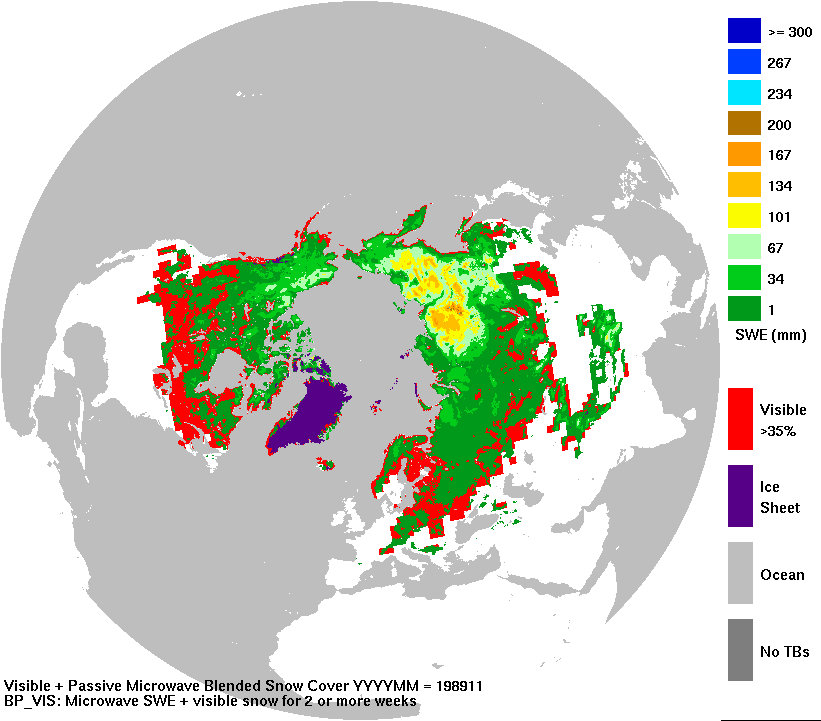 >= 300
267
234
200
167
134
101
67
34
1
SWE (mm)
Visible
>35%
Ice
Sheet
Ocean
No TBs
Visible + Passive Microwave Blended Snow Cover YYYYMM = 198911
BP_VIS: Microwave SWE + visible snow for 2 or more weeks